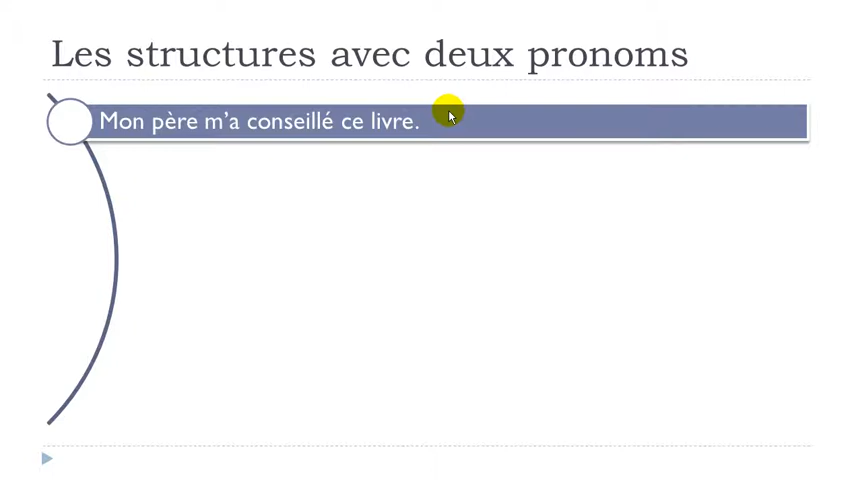 Les structures avec deux pronoms
Mon père m’a conseillé ce livre.